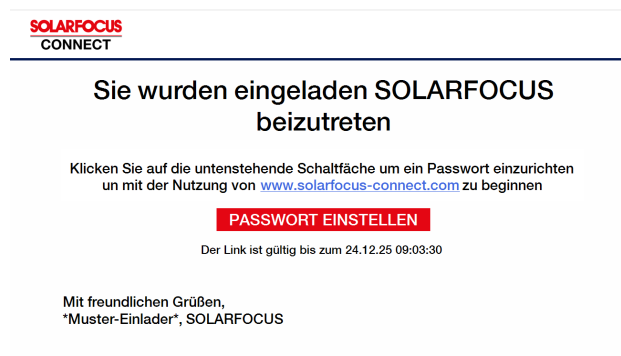 SOLARFOCUS
CONNECT
Sie wurden eingeladen SOLARFOCUS
beizutreten
Klicken Sie auf die untenstehende Schaltfäche um ein Passwort einzurichten
un mit der Nutzung von www.solarfocus-connect.com zu beginnen
PASSWORT EINSTELLEN
Der Link ist gültig bis zum 24.12.25 09:03:30
Mit freundlichen Grüßen,
*Muster-Einlader*, SOLARFOCUS